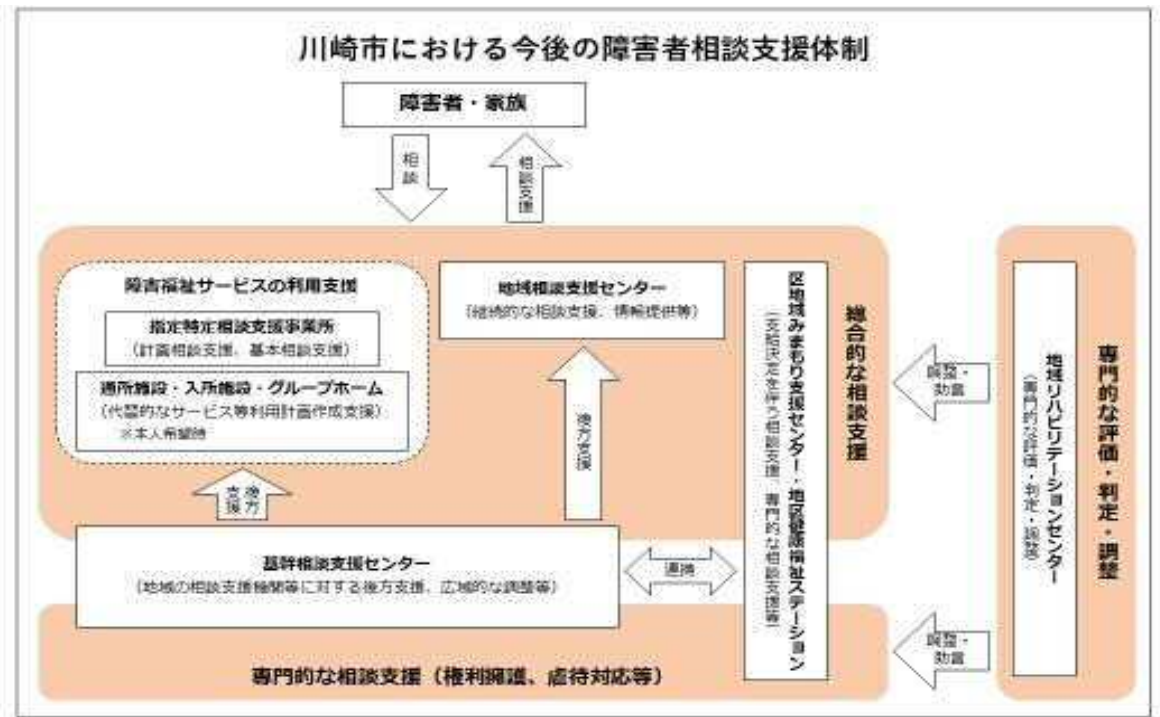 川崎市における今後の障害者相談支援体制
障害者・家族
相談
相談支援
障害福祉サービスの利用支援
指定特定相談支援事業所
(計画相談支援、基本相談支援)
通所施設・入所施設・グループホーム
(代替的なサービス等利用計画作成支援)
※本人希望時
地域相談支援センター
(継続的な相談支援、情報提供等)
区地域みまもり支援センター・地区健康福祉ステーション
(支給決定を伴う相談支援、専門的な相談支援等)
総合的な相談支援
後方支援
後方支援
基幹相談支援センター
(地域の相談支援機関等に対する後方支援、広域的な調整等)
連携
専門的な相談支援(権利擁護、虐待対応等)
調整・
助言
調整・
助言
地域リハビリテーションセンター
(専門的な評価・判定・調整)
専門的な評価・判定・調整